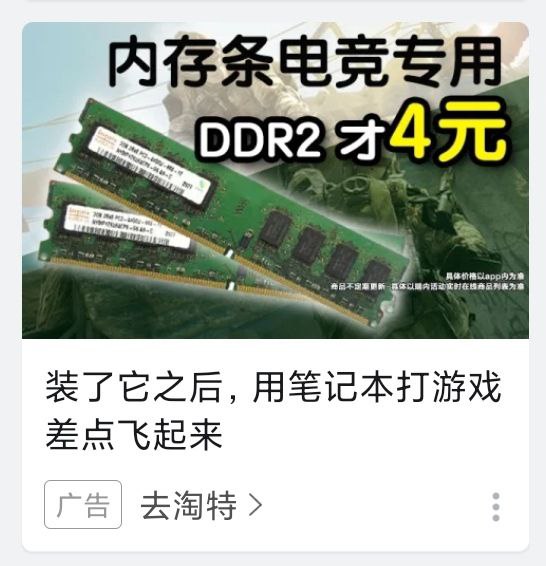 内存条电竞专用
DDR2 才4元
具体价格以app内为准
商品不定期更新-具体以端内活动实时在线商品列表为准
装了它之后，用笔记本打游戏
差点飞起来
广告
去淘特